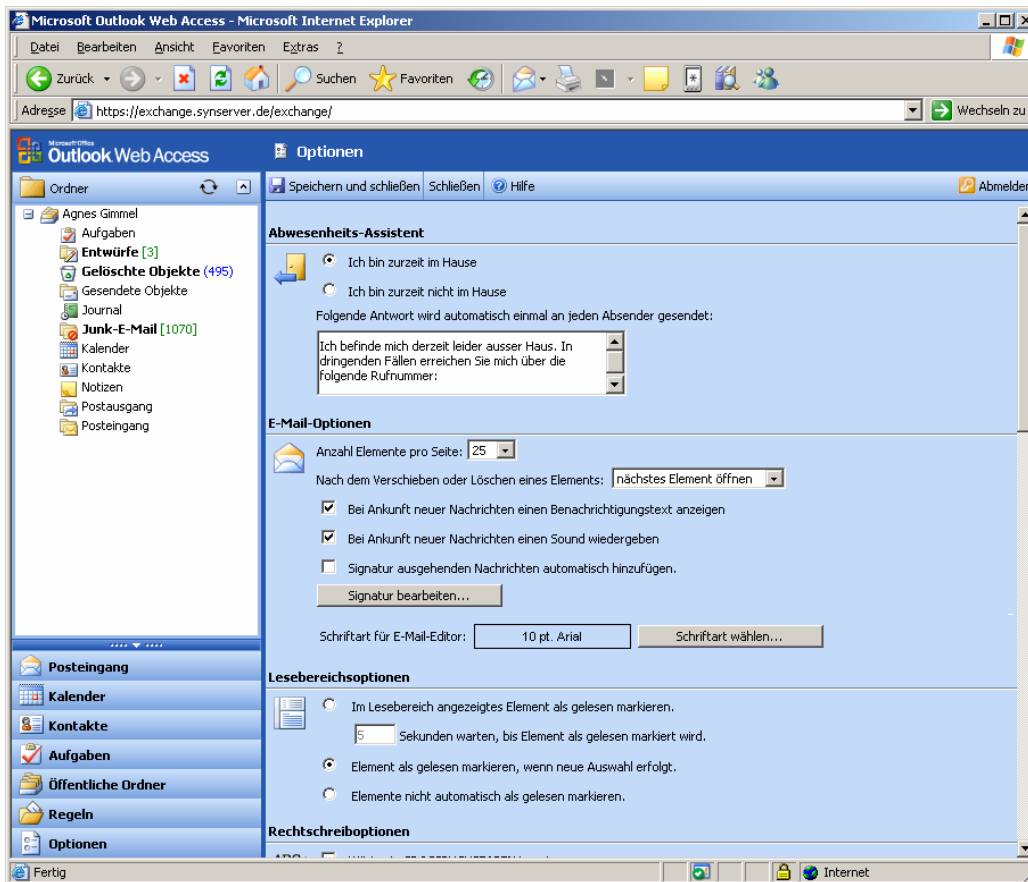 Microsoft Outlook Web Access - Microsoft Internet Explorer
Datei Bearbeiten Ansicht Favoriten Extras ?
Zurück Suchen Favoriten
Adresse https://exchange.synserver.de/exchange/ Wechseln zu
Microsoft Office
Outlook Web Access
Optionen
Ordner
Speichern und schließen Schließen Hilfe Abmelden
Agnes Gimmel
Aufgaben
Entwürfe [3]
Gelöschte Objekte (495)
Gesendete Objekte
Journal
Junk-E-Mail [1070]
Kalender
Kontakte
Notizen
Postausgang
Posteingang
Abwesenheits-Assistent
Ich bin zurzeit im Hause
Ich bin zurzeit nicht im Hause
Folgende Antwort wird automatisch einmal an jeden Absender gesendet:
Ich befinde mich derzeit leider ausser Haus. In
dringenden Fällen erreichen Sie mich über die
folgende Rufnummer:
E-Mail-Optionen
Anzahl Elemente pro Seite: 25
Nach dem Verschieben oder Löschen eines Elements: nächstes Element öffnen
Bei Ankunft neuer Nachrichten einen Benachrichtigungstext anzeigen
Bei Ankunft neuer Nachrichten einen Sound wiedergeben
Signatur ausgehenden Nachrichten automatisch hinzufügen.
Signatur bearbeiten...
Schriftart für E-Mail-Editor: 10 pt. Arial Schriftart wählen...
Lesebereichsoptionen
Im Lesebereich angezeigtes Element als gelesen markieren.
5 Sekunden warten, bis Element als gelesen markiert wird.
Element als gelesen markieren, wenn neue Auswahl erfolgt.
Elemente nicht automatisch als gelesen markieren.
Rechtschreiboptionen
Posteingang
Kalender
Kontakte
Aufgaben
Öffentliche Ordner
Regeln
Optionen
Fertig Internet